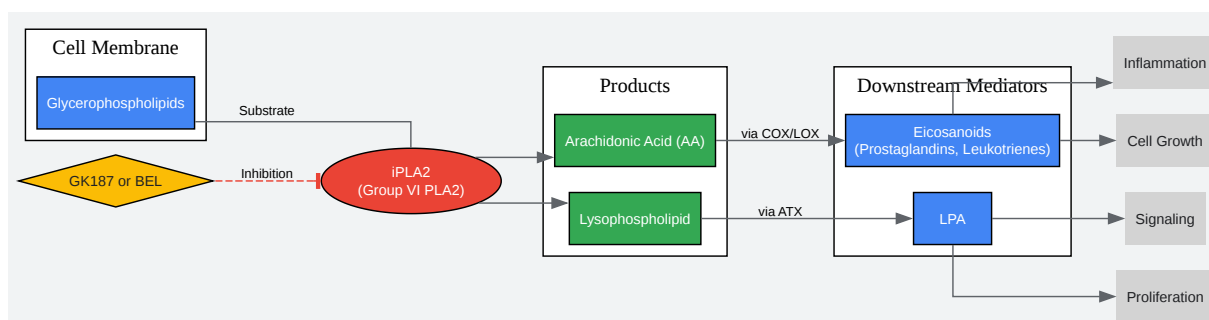 Cell Membrane
Glycerophospholipids
Substrate
GK187 or BEL
Inhibition
iPLA2
(Group VI PLA2)
Products
Arachidonic Acid (AA)
Lysophospholipid
via COX/LOX
via ATX
Downstream Mediators
Eicosanoids
(Prostaglandins, Leukotrienes)
LPA
Inflammation
Cell Growth
Signaling
Proliferation